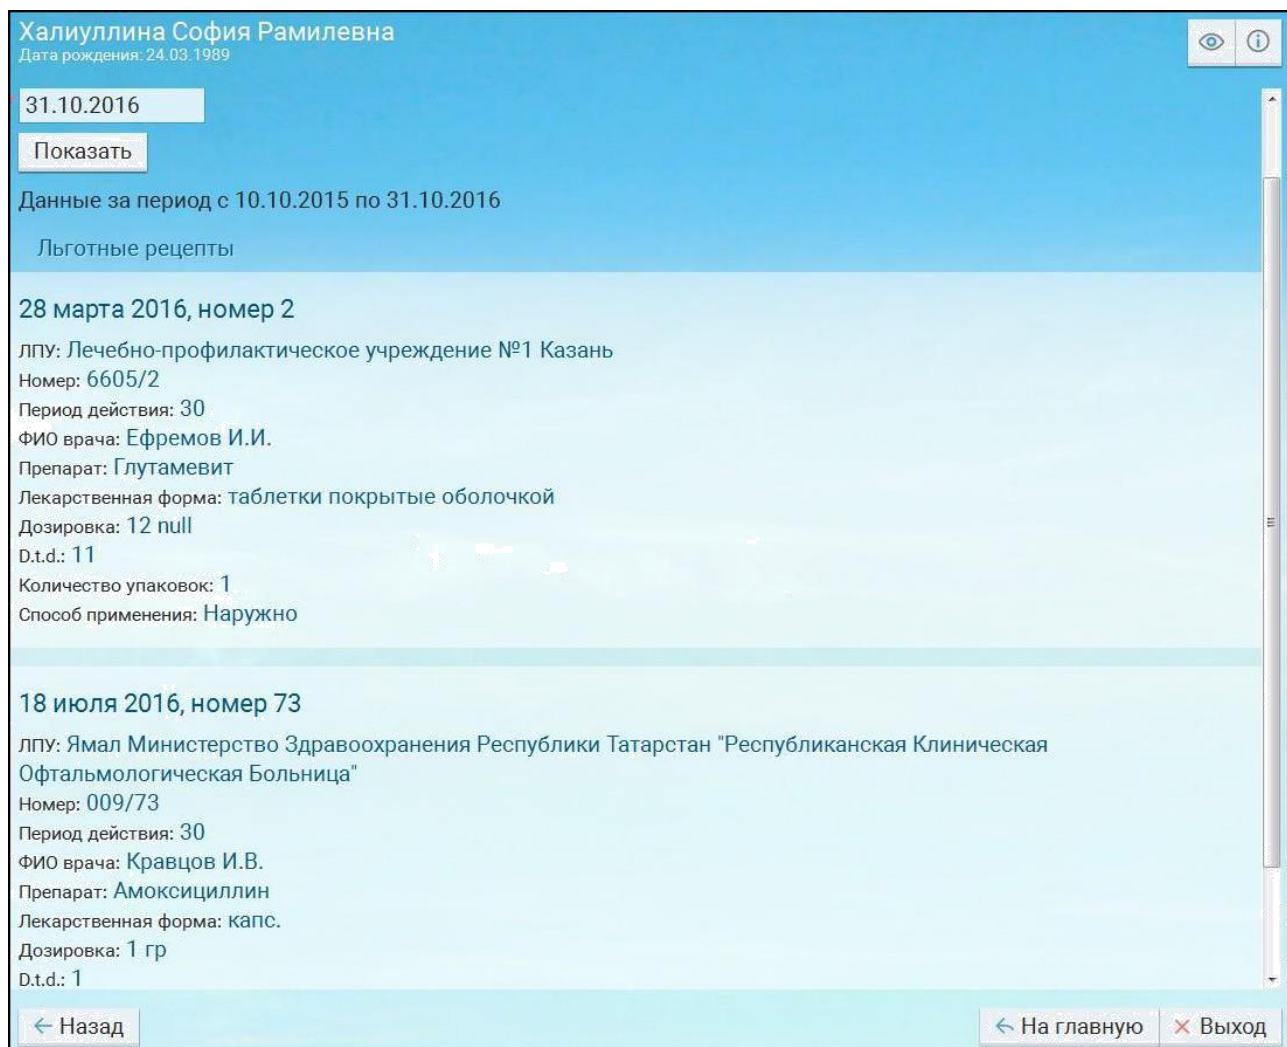 Халиуллина София Рамилевна
Дата рождения: 24.03.1989
31.10.2016
Показать
Данные за период с 10.10.2015 по 31.10.2016
Льготные рецепты
28 марта 2016, номер 2
ЛПУ: Лечебно-профилактическое учреждение №1 Казань
Номер: 6605/2
Период действия: 30
ФИО врача: Ефремов И.И.
Препарат: Глутамевит
Лекарственная форма: таблетки покрытые оболочкой
Дозировка: 12 null
D.t.d.: 11
Количество упаковок: 1
Способ применения: Наружно
18 июля 2016, номер 73
ЛПУ: Ямал Министерство Здравоохранения Республики Татарстан "Республиканская Клиническая
Офтальмологическая Больница"
Номер: 009/73
Период действия: 30
ФИО врача: Кравцов И.В.
Препарат: Амоксициллин
Лекарственная форма: капс.
Дозировка: 1 гр
D.t.d.: 1
Назад
На главную
Выход